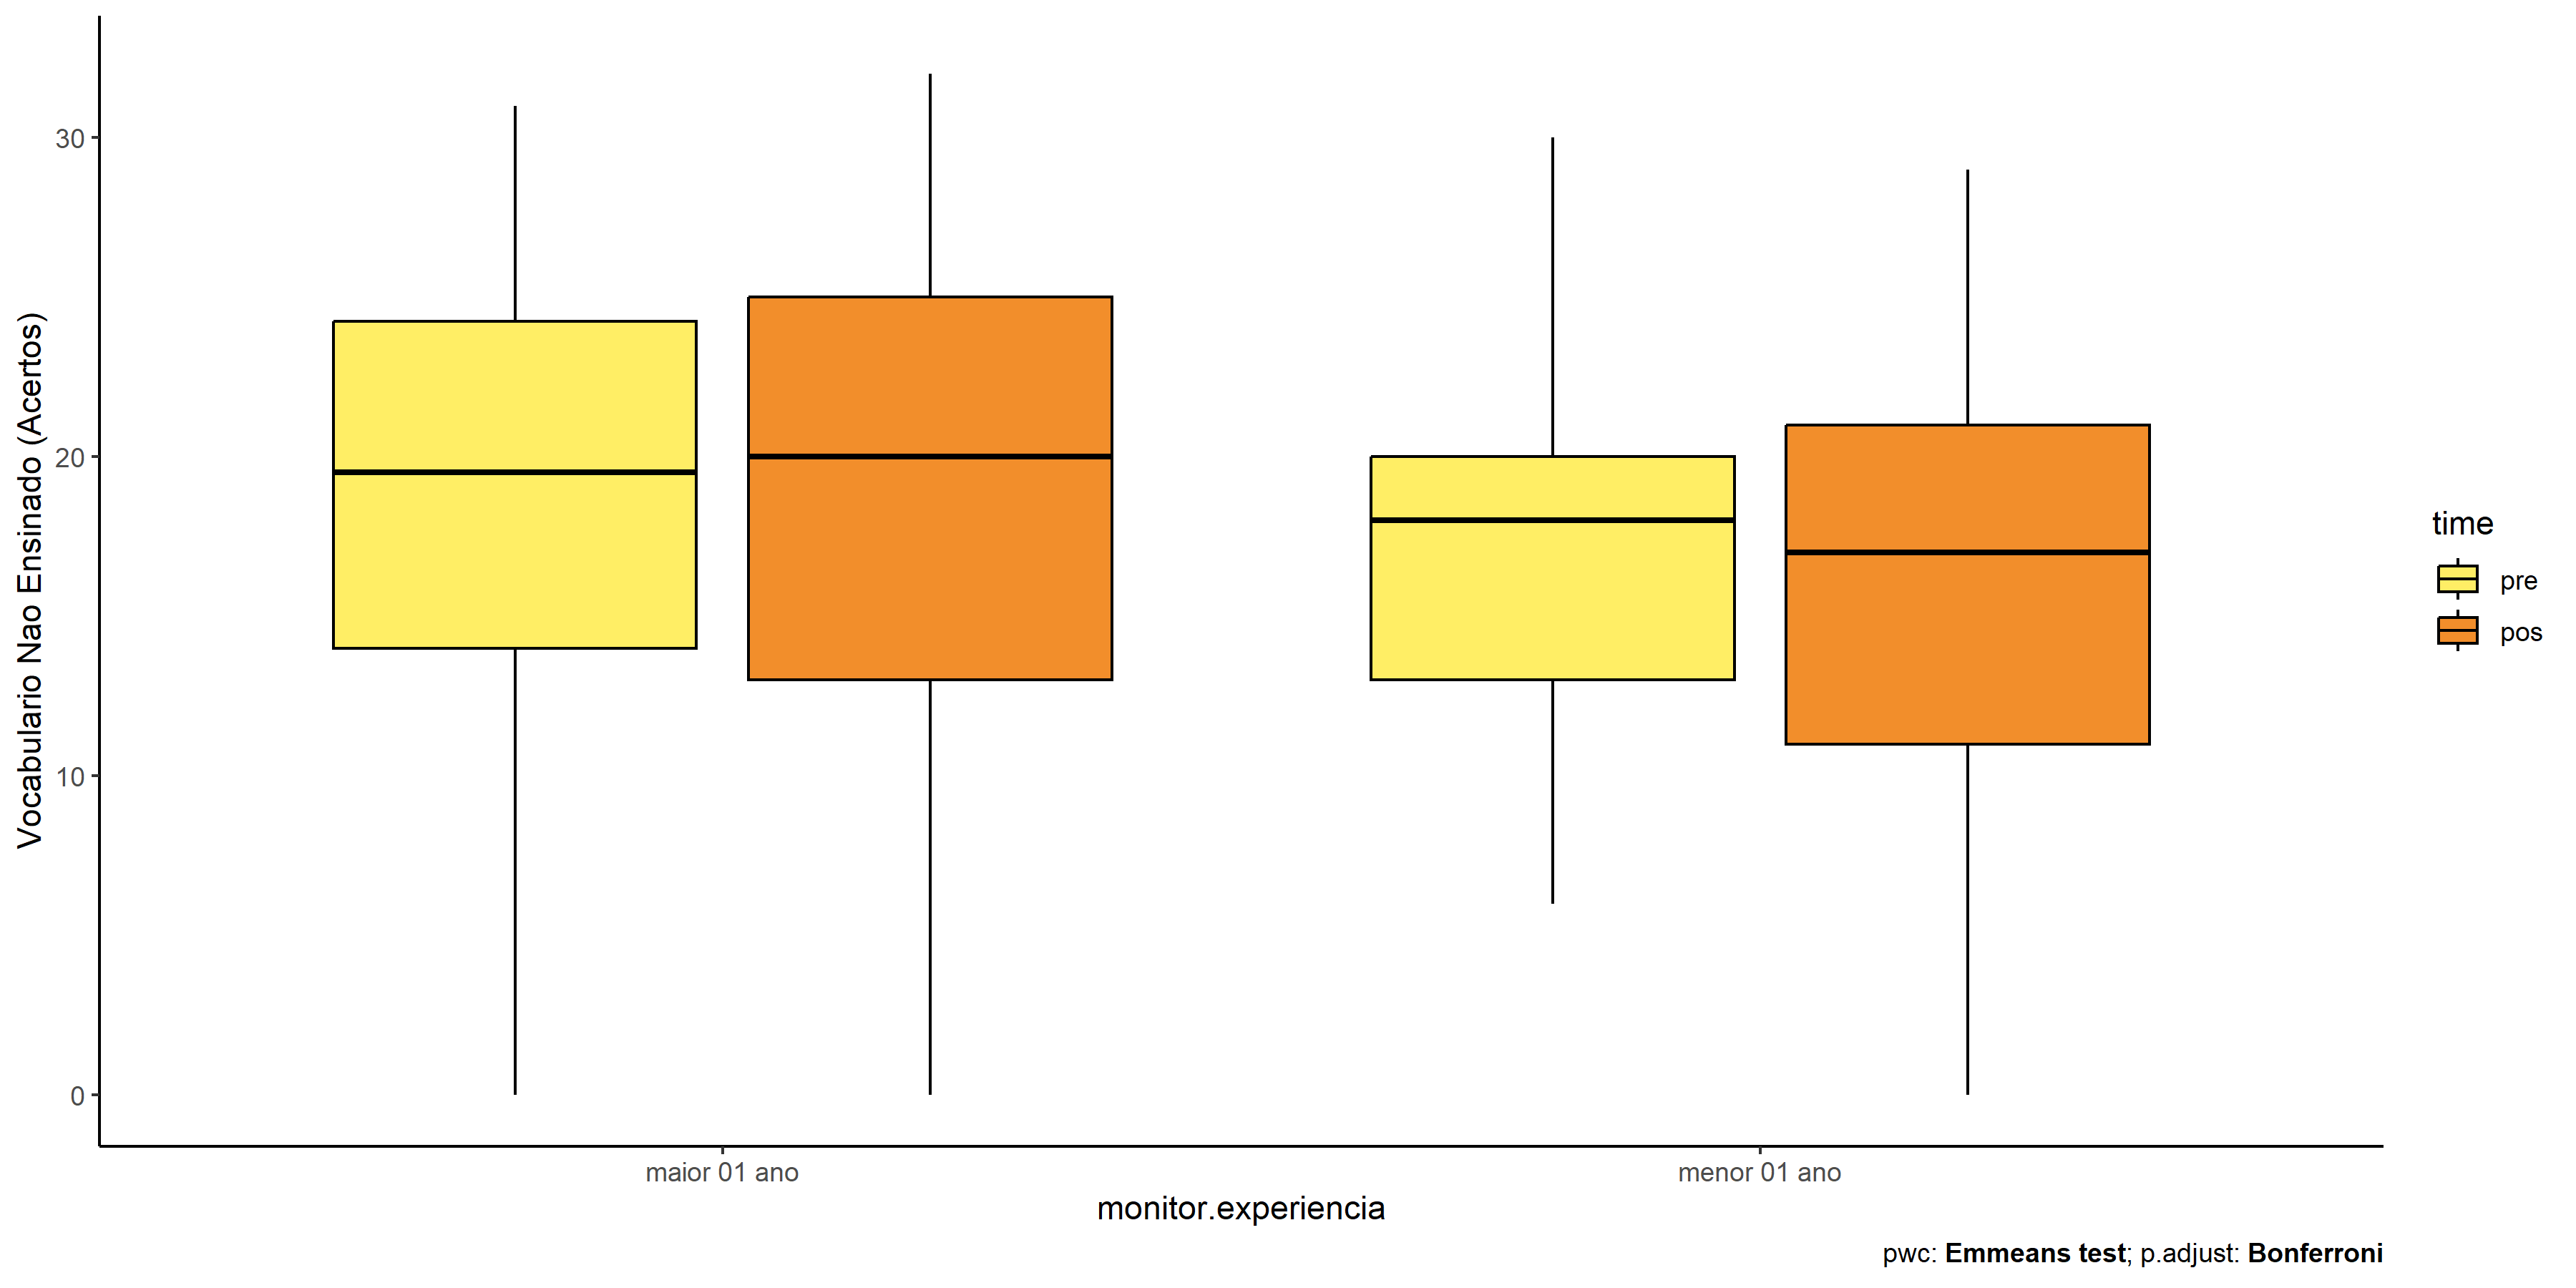 Vocabulario Nao Ensinado (Acertos)
30
20
10
0
maior 01 ano
menor 01 ano
monitor.experiencia
time
pre
pos
pwc: Emmeans test; p.adjust: Bonferroni